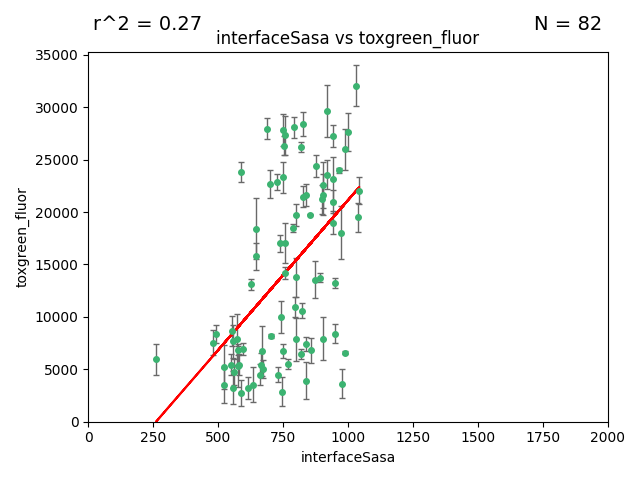 r^2 = 0.27
N = 82
interfaceSasa vs toxgreen_fluor
35000
30000
25000
20000
15000
10000
5000
0
toxgreen_fluor
0 250 500 750 1000 1250 1500 1750 2000
interfaceSasa